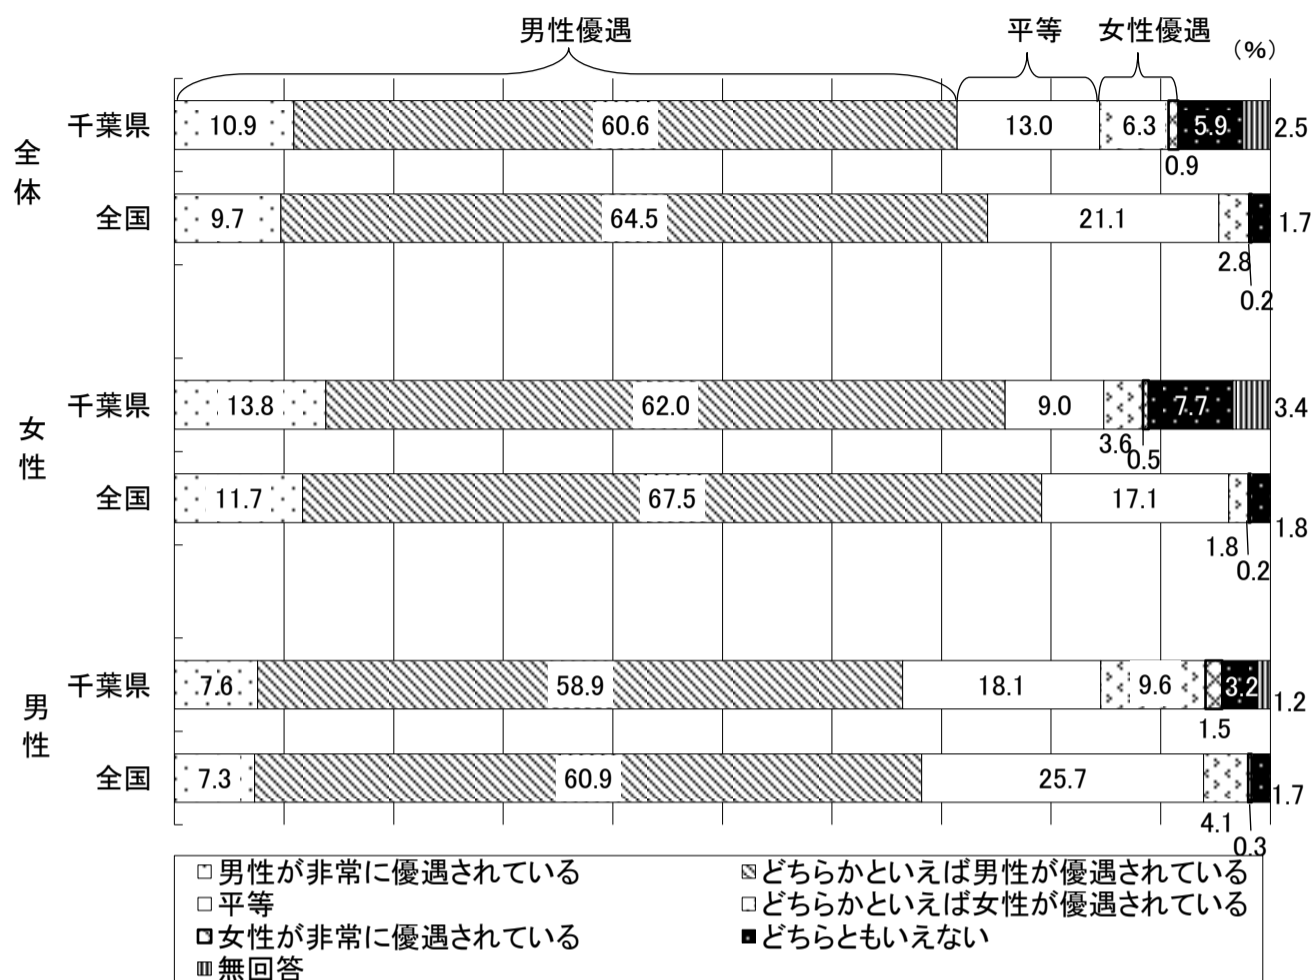 男性優遇 平等 女性優遇
(%)
全体
千葉県 10.9 60.6 13.0 6.3 5.9 2.5
0.9
全国 9.7 64.5 21.1 1.7
2.8
0.2
女性
千葉県 13.8 62.0 9.0 7.7 3.4
3.6 0.5
全国 11.7 67.5 17.1 1.8
1.8 0.2
男性
千葉県 7.6 58.9 18.1 9.6 3.2 1.2
1.5
全国 7.3 60.9 25.7 1.7
4.1
0.3
男性が非常に優遇されている どちらかといえば男性が優遇されている
平等 どちらかといえば女性が優遇されている
女性が非常に優遇されている どちらともいえない
無回答